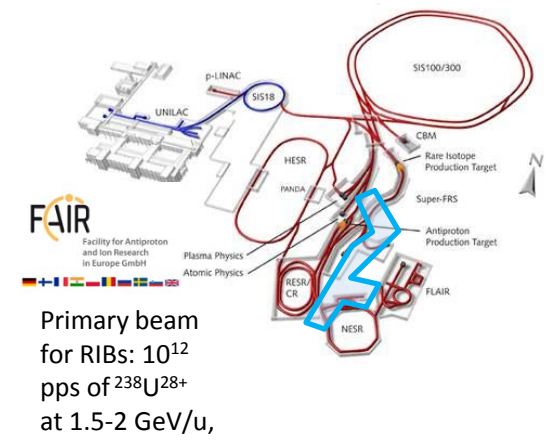 p-LINAC
SIS100/300
SIS18
UNILAC
CBM
HESR
Rare Isotope
Production Target
N
PANDA
Super-FRS
FAIR
Facility for Antiproton
and Ion Research
in Europe GmbH
Plasma Physics
Antiproton
Production Target
Atomic Physics
RESR/
CR
FLAIR
NESR
Primary beam
for RIBs: 10¹²
pps of ²³⁸U²⁸⁺
at 1.5-2 GeV/u,